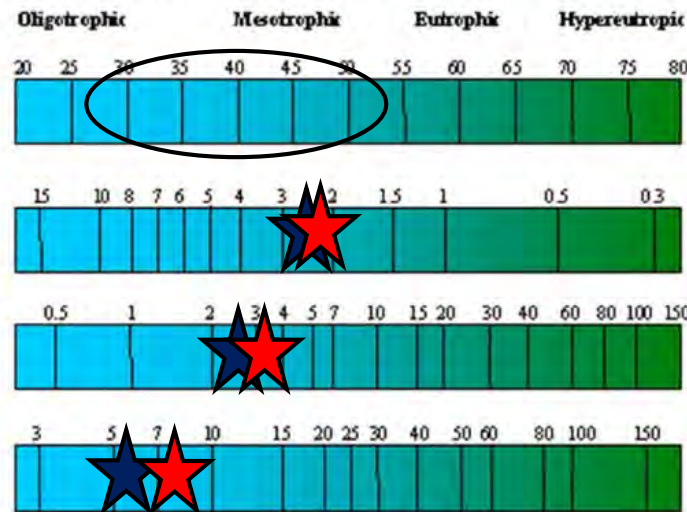 Oligotrophic Mesotrophic Eutrophic Hypereutropic
20 25 30 35 40 45 50 55 60 65 70 75 80
15 10 8 7 6 5 4 3 2 1.5 1 0.5 0.3
0.5 1 2 3 4 5 7 10 15 20 30 40 60 80 100 150
3 5 7 10 15 20 25 30 40 50 60 80 100 150